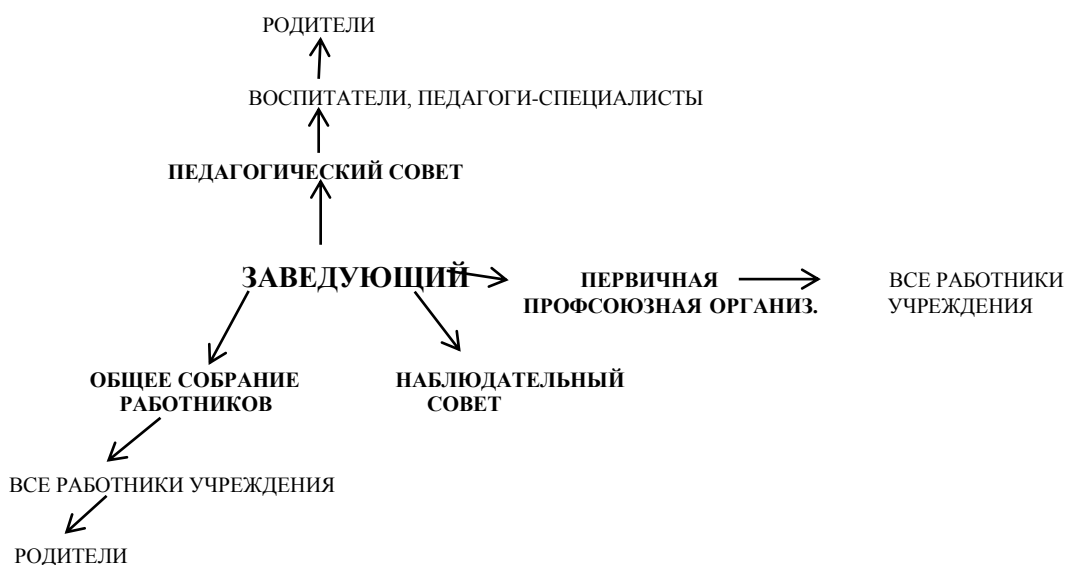 РОДИТЕЛИ
ВОСПИТАТЕЛИ, ПЕДАГОГИ-СПЕЦИАЛИСТЫ
ПЕДАГОГИЧЕСКИЙ СОВЕТ
ЗАВЕДУЮЩИЙ
ПЕРВИЧНАЯ
ПРОФСОЮЗНАЯ ОРГАНИЗ.
ВСЕ РАБОТНИКИ
УЧРЕЖДЕНИЯ
ОБЩЕЕ СОБРАНИЕ
РАБОТНИКОВ
НАБЛЮДАТЕЛЬНЫЙ
СОВЕТ
ВСЕ РАБОТНИКИ УЧРЕЖДЕНИЯ
РОДИТЕЛИ